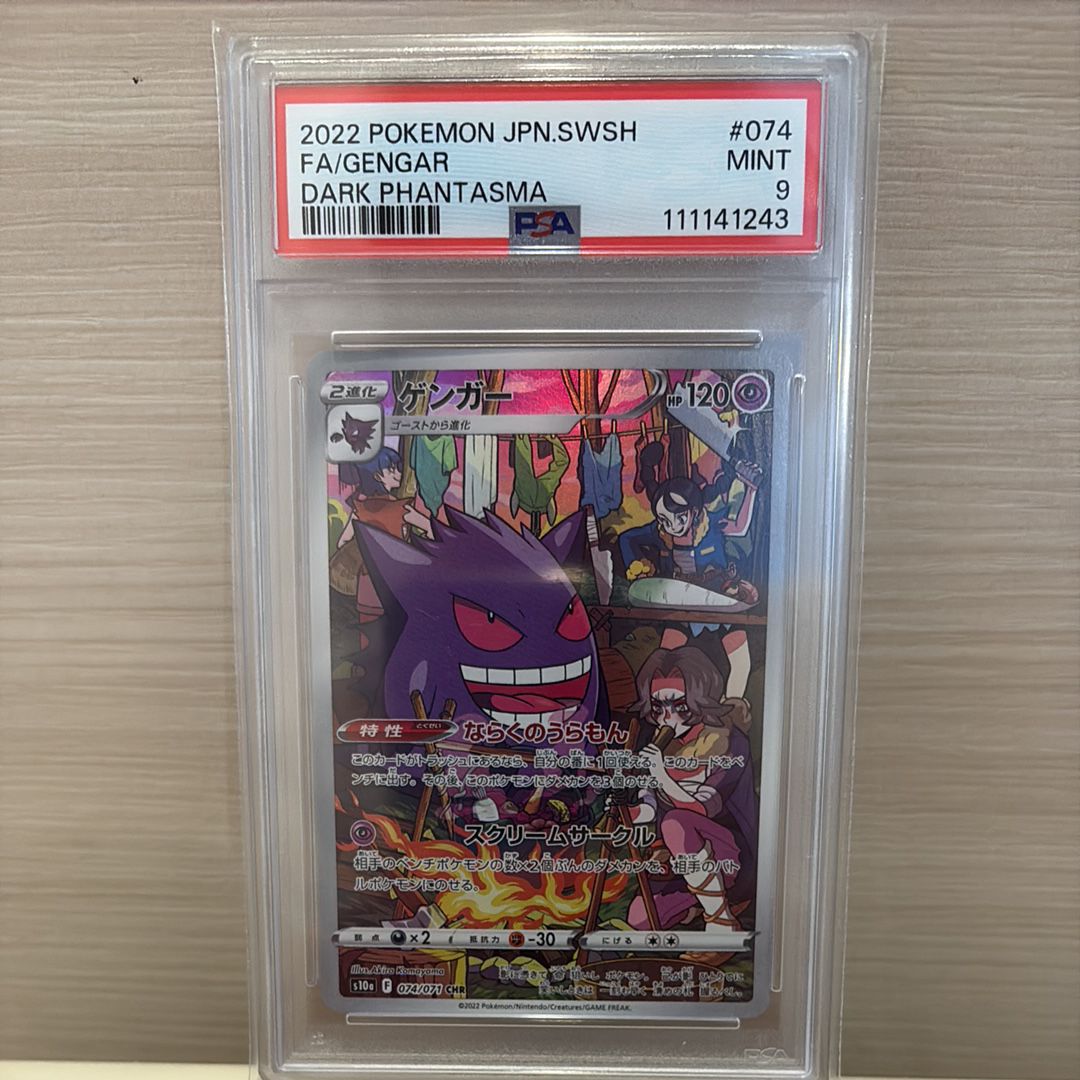 2022 POKEMON JPN.SWSH #074
FA/GENGAR MINT
DARK PHANTASMA 9
PSA 111141243
2進化 ゲンガー HP 120
ゴーストから進化
特性 とくせい ならくのうらもん
このカードがトラッシュにあるなら、自分の番に1回使える。このカードをベ
ンチに出す。その後、このポケモンにダメカンを3個のせる。
スクリームサークル
相手のベンチポケモンの数×2個ぶんのダメカンを、相手のバト
ルポケモンにのせる。
弱点 ×2 抵抗力 -30 にげる
Illus. Akira Komayama
s10a F 074/071 CHR
©2022 Pokémon/Nintendo/Creatures/GAME FREAK.
PSA